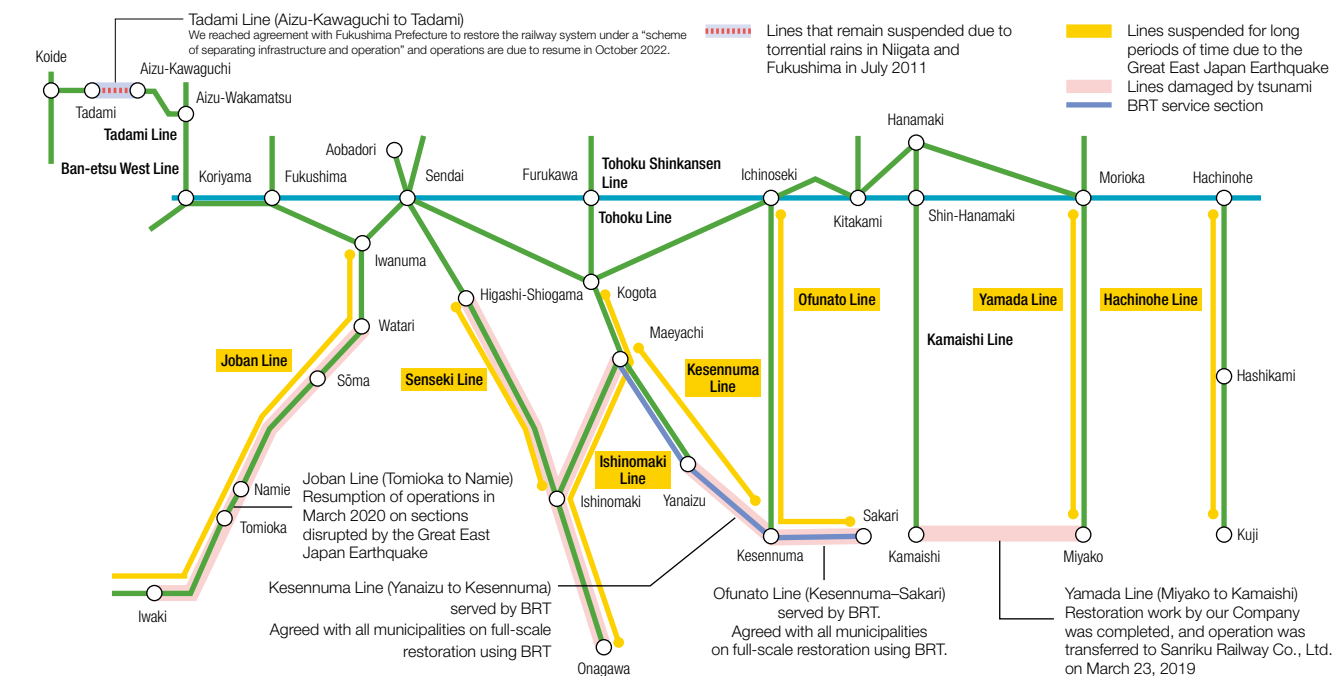 Tadami Line (Aizu-Kawaguchi to Tadami)
We reached agreement with Fukushima Prefecture to restore the railway system under a “scheme
of separating infrastructure and operation” and operations are due to resume in October 2022.
Lines that remain suspended due to
torrential rains in Niigata and
Fukushima in July 2011
Lines suspended for long
periods of time due to the
Great East Japan Earthquake
Lines damaged by tsunami
BRT service section
Koide
Aizu-Kawaguchi
Tadami
Aizu-Wakamatsu
Tadami Line
Ban-etsu West Line
Koriyama
Fukushima
Aobadori
Sendai
Furukawa
Tohoku Shinkansen
Line
Tohoku Line
Ichinoseki
Hanamaki
Kitakami
Shin-Hanamaki
Morioka
Hachinohe
Iwanuma
Higashi-Shiogama
Kogota
Ofunato Line
Yamada Line
Hachinohe Line
Watari
Maeyachi
Kamaishi Line
Joban Line
Sōma
Senseki Line
Kesennuma
Line
Hashikami
Ishinomaki
Line
Namie
Tomioka
Joban Line (Tomioka to Namie)
Resumption of operations in
March 2020 on sections
disrupted by the Great East
Japan Earthquake
Ishinomaki
Yanaizu
Sakari
Kesennuma
Kamaishi
Miyako
Kuji
Iwaki
Kesennuma Line (Yanaizu to Kesennuma)
served by BRT
Agreed with all municipalities on full-scale
restoration using BRT
Onagawa
Ofunato Line (Kesennuma–Sakari)
served by BRT.
Agreed with all municipalities
on full-scale restoration using BRT.
Yamada Line (Miyako to Kamaishi)
Restoration work by our Company
was completed, and operation was
transferred to Sanriku Railway Co., Ltd.
on March 23, 2019